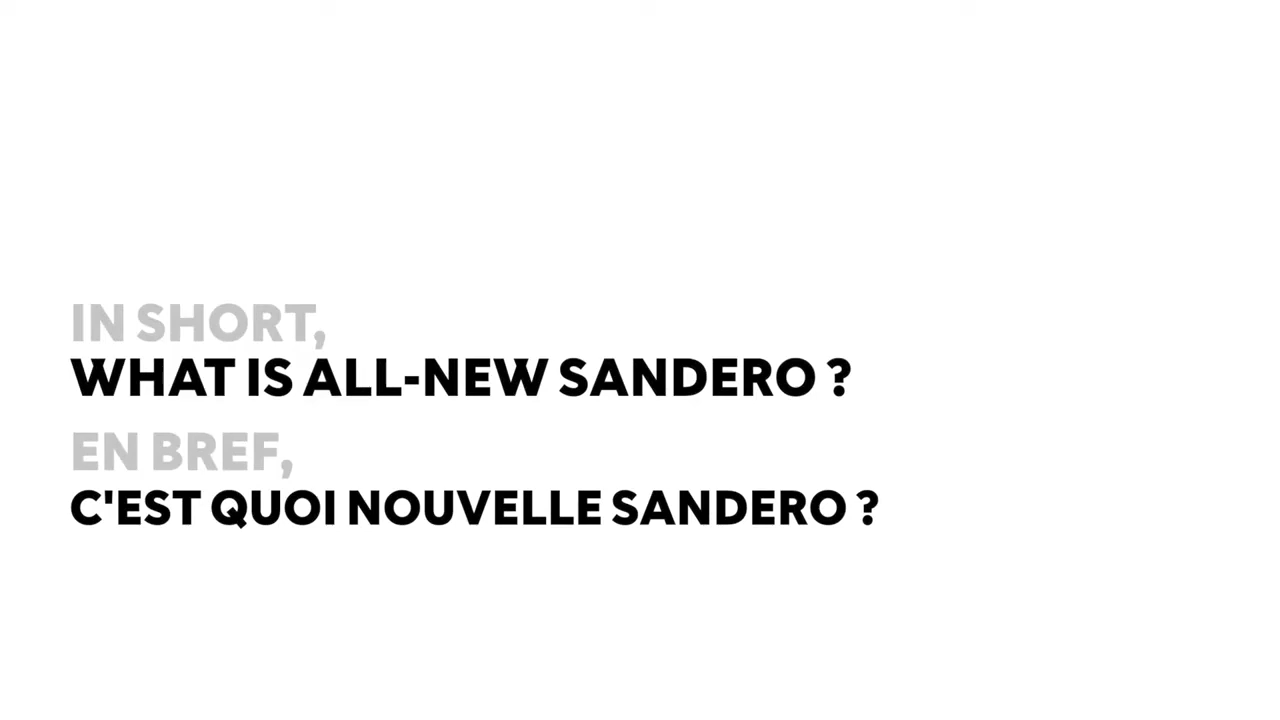 IN SHORT,
WHAT IS ALL-NEW SANDERO ?
EN BREF,
C'EST QUOI NOUVELLE SANDERO ?